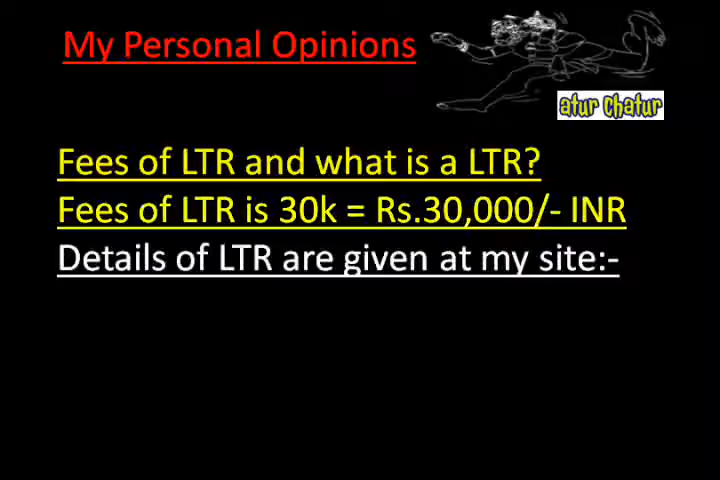 My Personal Opinions
atur chatur
Fees of LTR and what is a LTR?
Fees of LTR is 30k = Rs.30,000/- INR
Details of LTR are given at my site:-